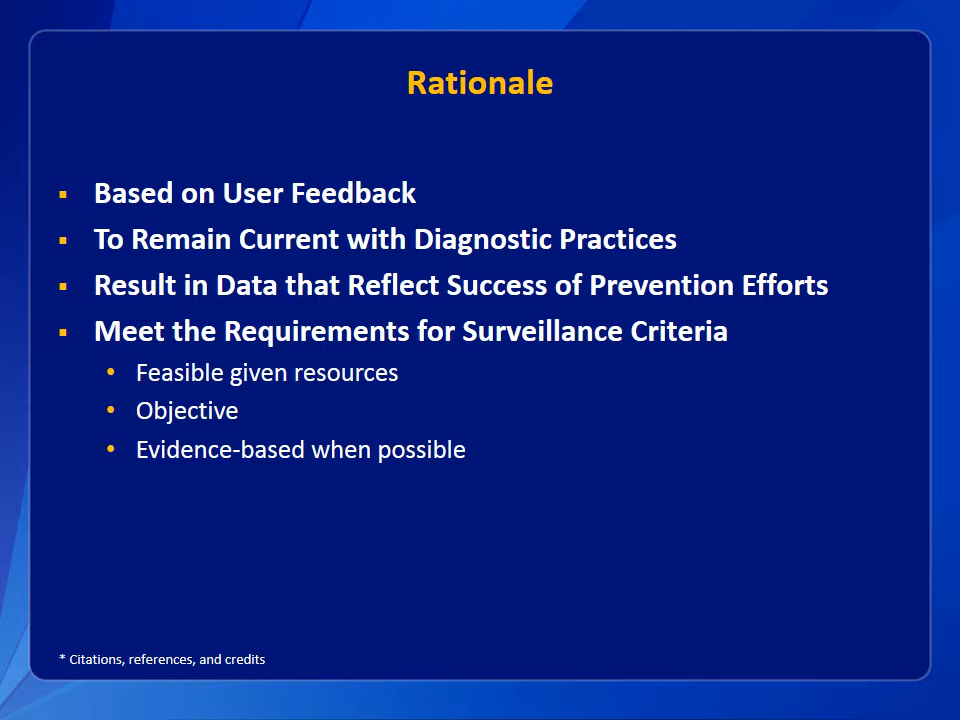 Rationale
▪ Based on User Feedback
▪ To Remain Current with Diagnostic Practices
▪ Result in Data that Reflect Success of Prevention Efforts
▪ Meet the Requirements for Surveillance Criteria
• Feasible given resources
• Objective
• Evidence-based when possible
* Citations, references, and credits